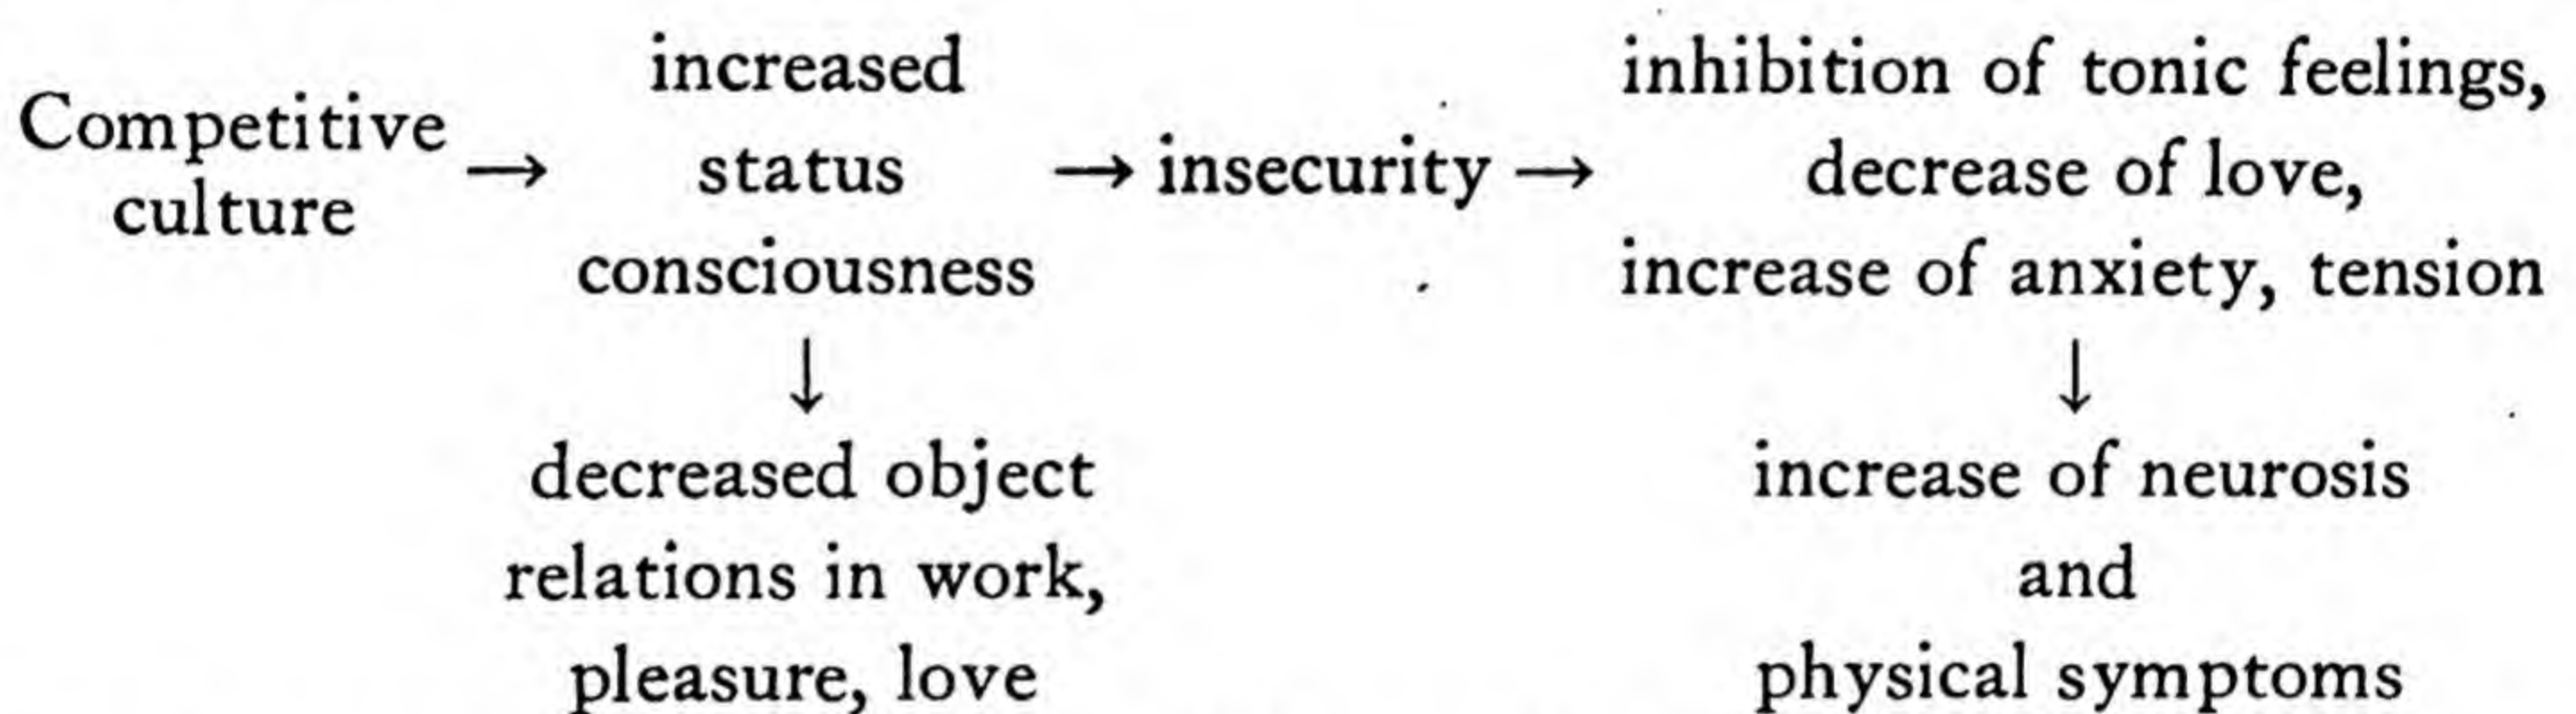 Competitive
culture
→
increased
status
consciousness
→ insecurity →
inhibition of tonic feelings,
decrease of love,
increase of anxiety, tension
↓
decreased object
relations in work,
pleasure, love
↓
increase of neurosis
and
physical symptoms